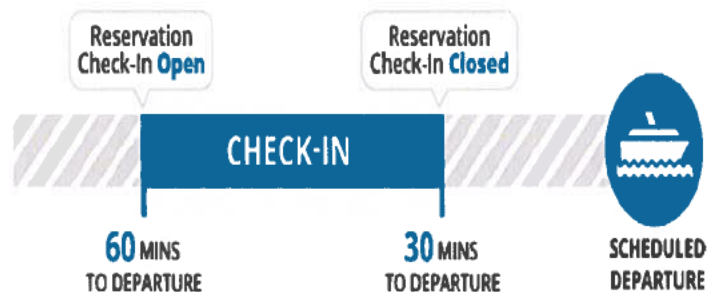 Reservation
Check-In Open
Reservation
Check-In Closed
CHECK-IN
60 MINS
TO DEPARTURE
30 MINS
TO DEPARTURE
SCHEDULED
DEPARTURE